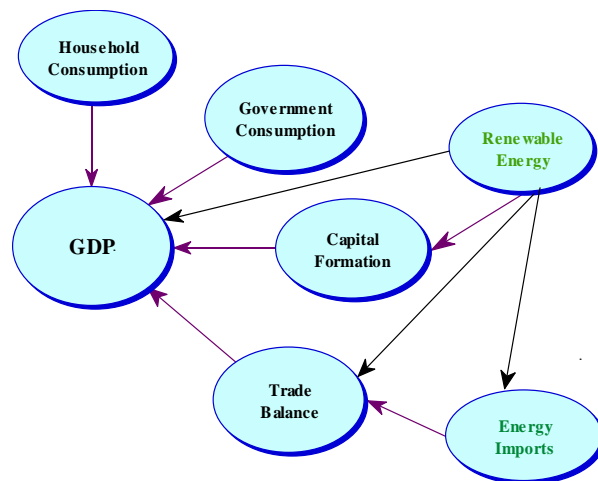 Household
Consumption
Government
Consumption
Renewable
Energy
GDP.
Capital
Formation
Trade
Balance
Energy
Imports